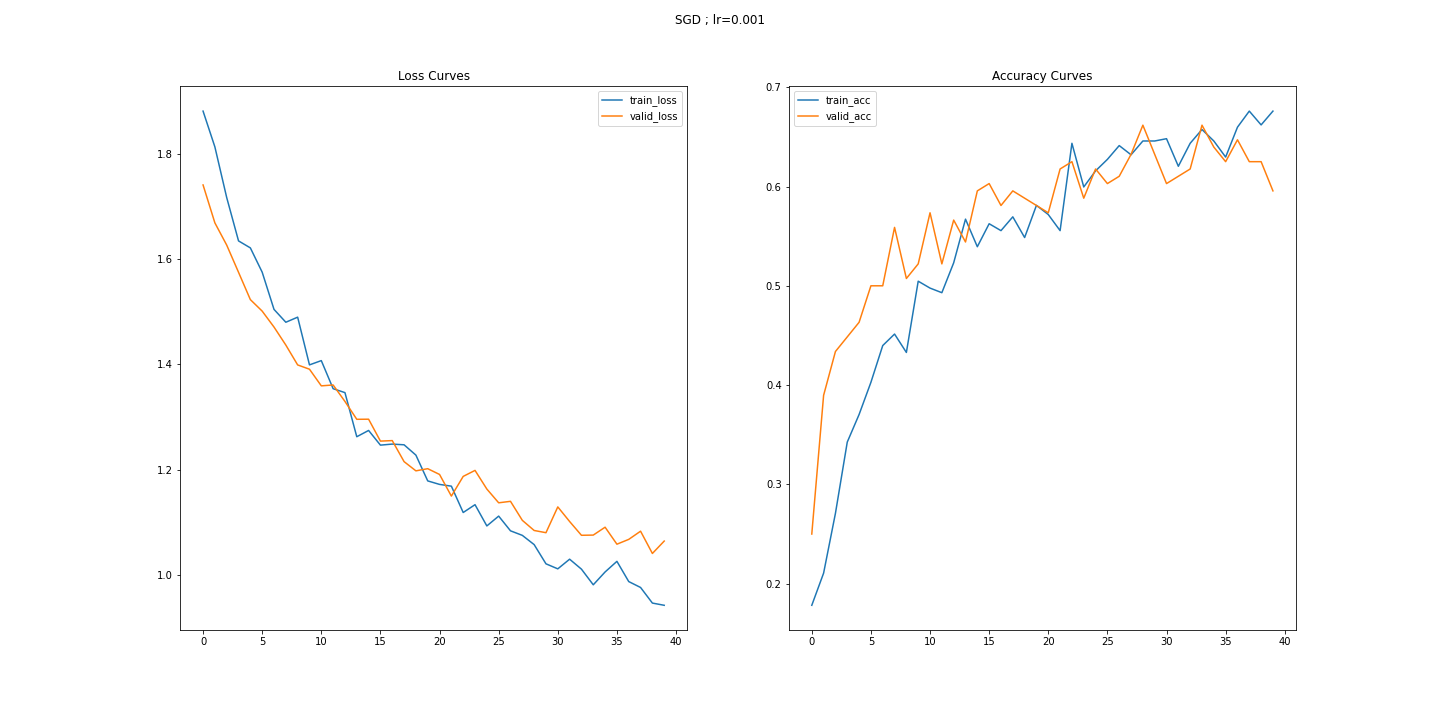 SGD ; lr=0.001
Loss Curves
train_loss
valid_loss
1.8
1.6
1.4
1.2
1.0
0 5 10 15 20 25 30 35 40
Accuracy Curves
train_acc
valid_acc
0.7
0.6
0.5
0.4
0.3
0.2
0 5 10 15 20 25 30 35 40